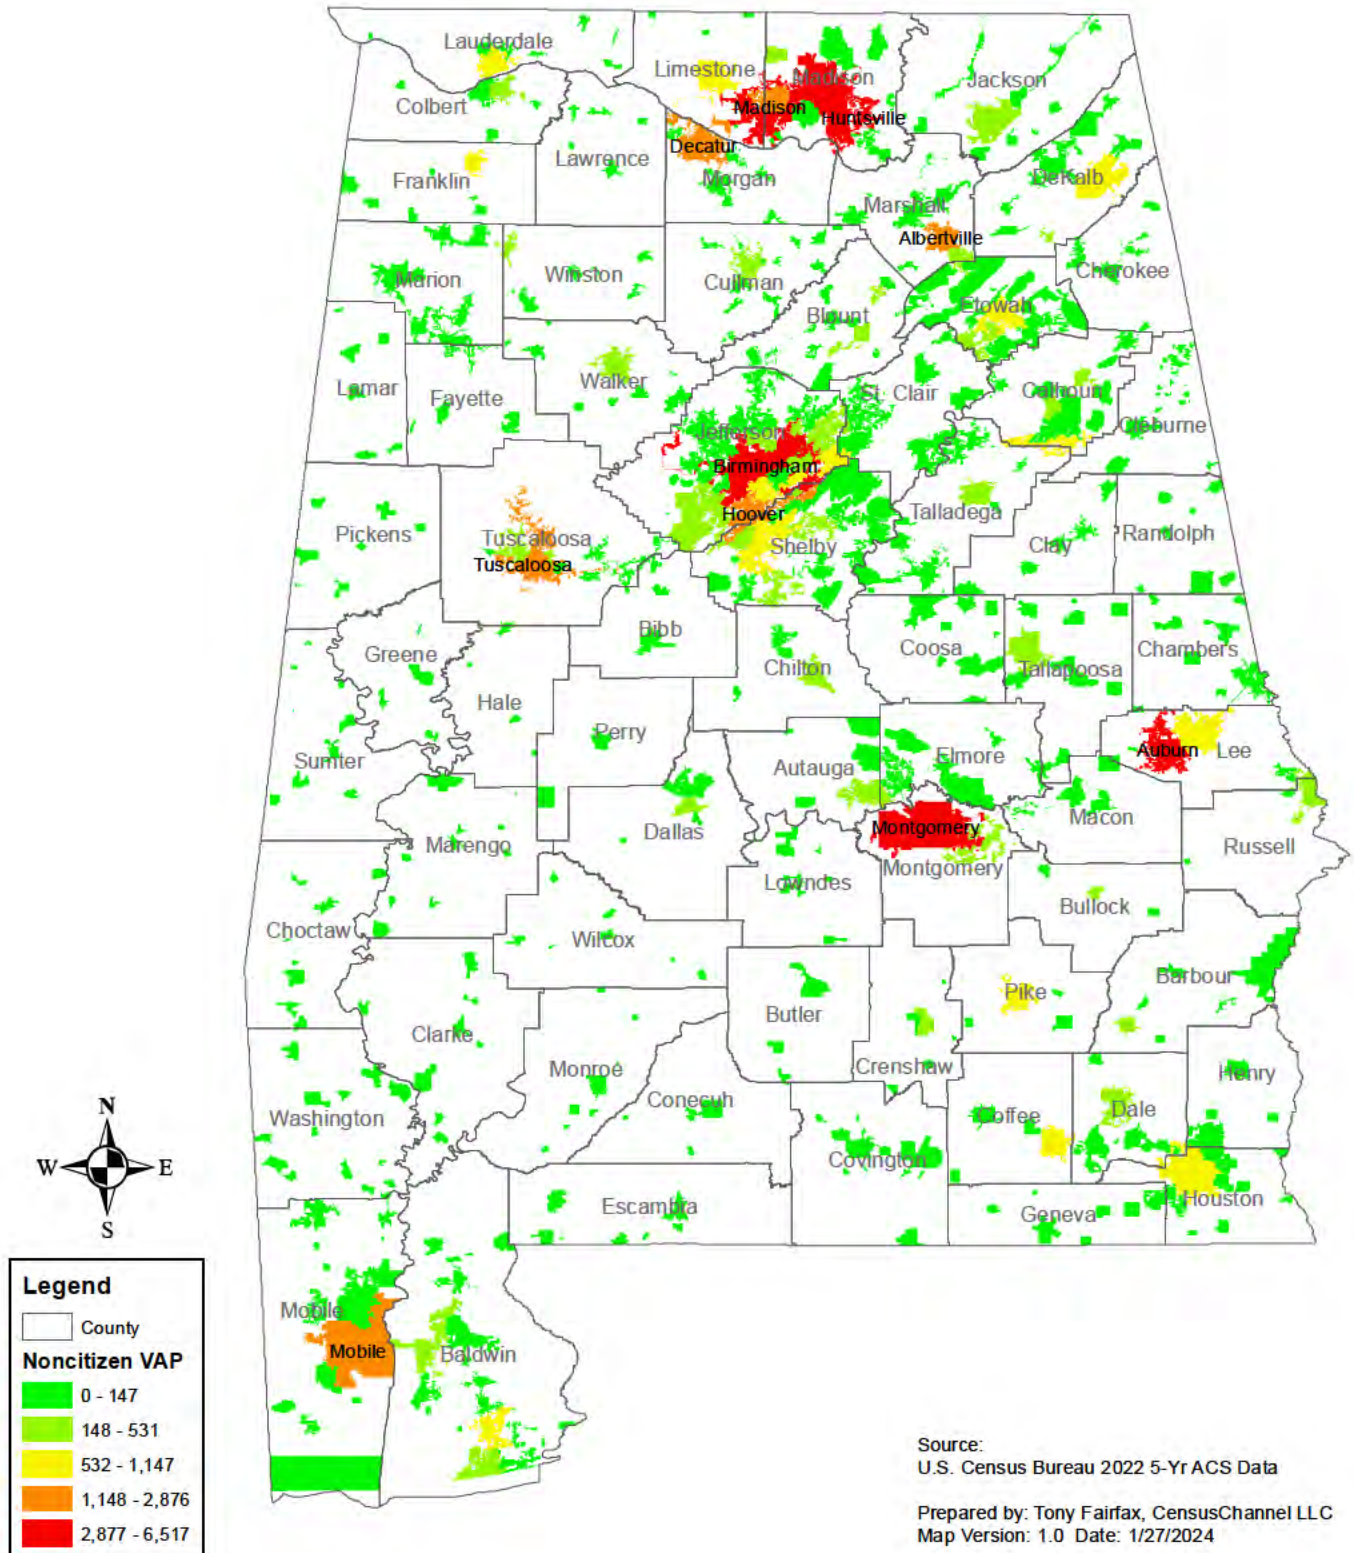 Lauderdale
Limestone
Madison
Jackson
Colbert
Madison
Huntsville
Decatur
Lawrence
Franklin
Morgan
DeKalb
Marshall
Albertville
Marion
Winston
Cullman
Cherokee
Blount
Etowah
Lamar
Fayette
Walker
St. Clair
Calhoun
Cleburne
Jefferson
Birmingham
Hoover
Talladega
Pickens
Tuscaloosa
Tuscaloosa
Shelby
Clay
Randolph
Bibb
Greene
Chilton
Coosa
Tallapoosa
Chambers
Hale
Perry
Sumter
Autauga
Elmore
Auburn
Lee
Marengo
Dallas
Montgomery
Macon
Lowndes
Montgomery
Russell
Bullock
Choctaw
Wilcox
Barbour
Butler
Pike
Clarke
Monroe
Crenshaw
Henry
Conecuh
Washington
Coffee
Dale
Covington
N
W
E
S
Escambra
Geneva
Houston
Mobile
Mobile
Baldwin
Legend
County
Noncitizen VAP
0 - 147
148 - 531
532 - 1,147
1,148 - 2,876
2,877 - 6,517
Source:
U.S. Census Bureau 2022 5-Yr ACS Data
Prepared by: Tony Fairfax, CensusChannel LLC
Map Version: 1.0 Date: 1/27/2024